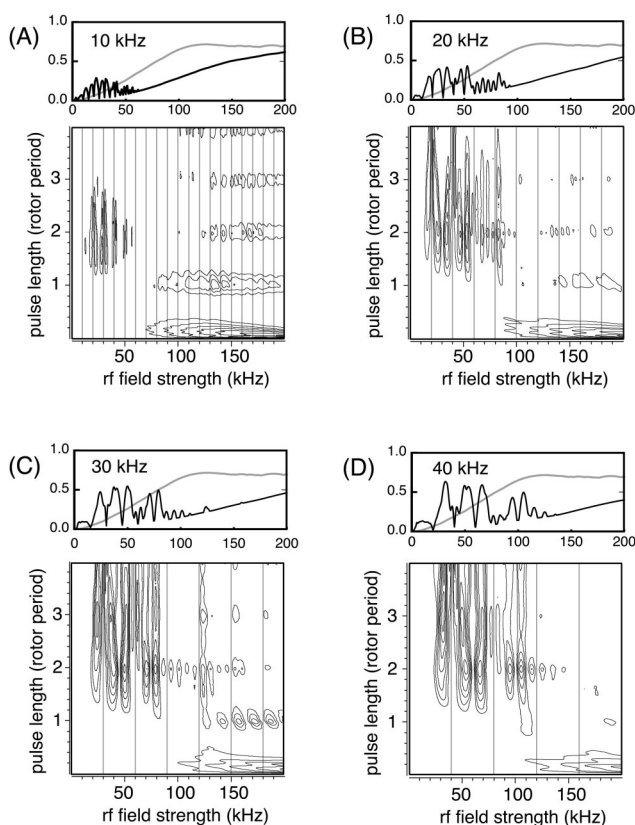 (A)
10 kHz
1.0
0.5
0.0
0 50 100 150 200
pulse length (rotor period)
3
2
1
50 100 150
rf field strength (kHz)
(B)
20 kHz
1.0
0.5
0.0
0 50 100 150 200
pulse length (rotor period)
3
2
1
50 100 150
rf field strength (kHz)
(C)
30 kHz
1.0
0.5
0.0
0 50 100 150 200
pulse length (rotor period)
3
2
1
50 100 150
rf field strength (kHz)
(D)
40 kHz
1.0
0.5
0.0
0 50 100 150 200
pulse length (rotor period)
3
2
1
50 100 150
rf field strength (kHz)